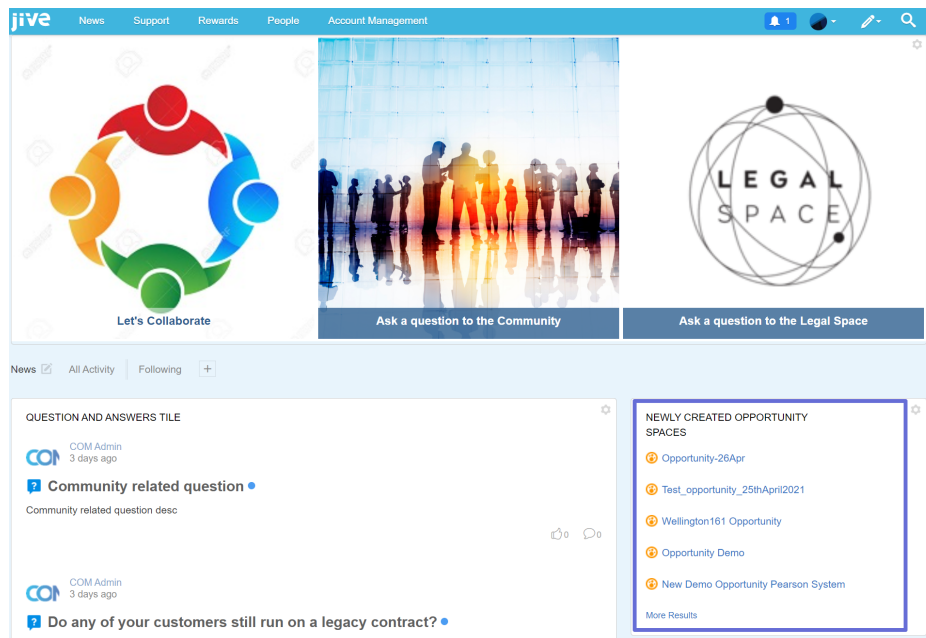 jive News Support Rewards People Account Management 1
LEGAL
SPACE
Let's Collaborate
Ask a question to the Community
Ask a question to the Legal Space
News All Activity Following +
QUESTION AND ANSWERS TILE
COM Admin
COM
3 days ago
? Community related question
Community related question desc
0 0
COM Admin
COM
3 days ago
? Do any of your customers still run on a legacy contract?
NEWLY CREATED OPPORTUNITY
SPACES
Opportunity-26Apr
Test_opportunity_25thApril2021
Wellington161 Opportunity
Opportunity Demo
New Demo Opportunity Pearson System
More Results